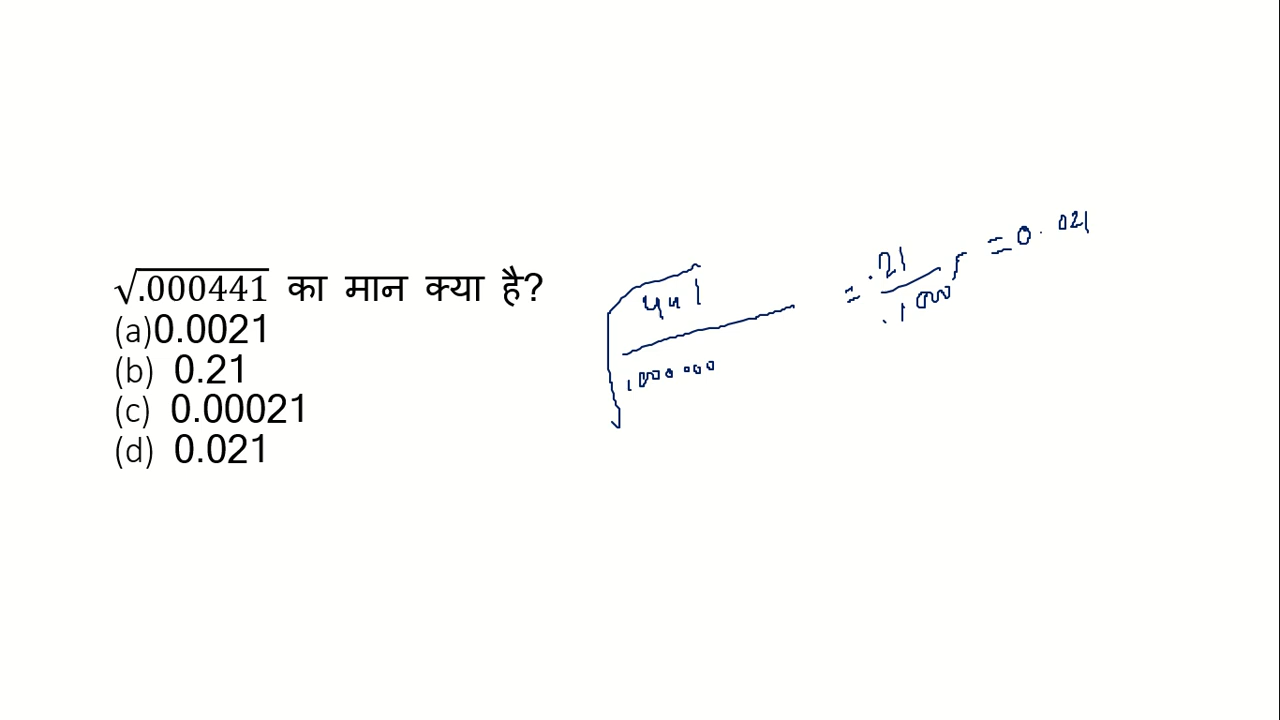 √.000441 का मान क्या है?
(a)0.0021
(b) 0.21
(c) 0.00021
(d) 0.021
√441/1000000 = .21/.1000 = 0.021